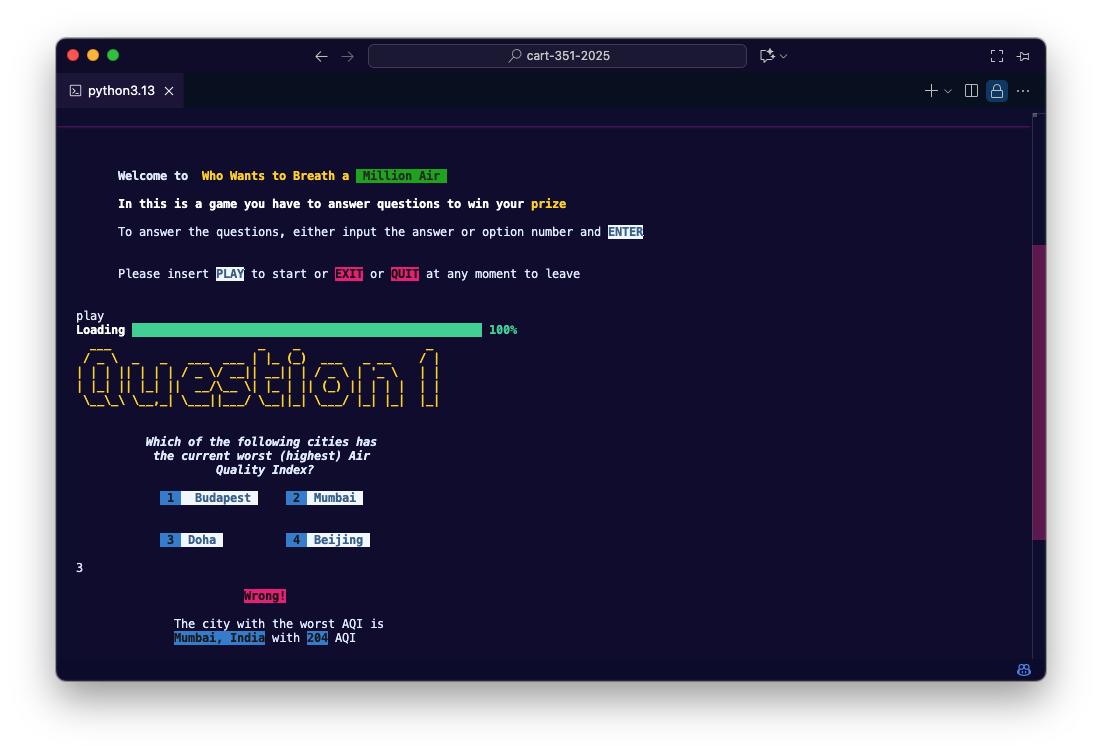 cart-351-2025
python3.13
Welcome to Who Wants to Breath a Million Air
In this is a game you have to answer questions to win your prize
To answer the questions, either input the answer or option number and ENTER
Please insert PLAY to start or EXIT or QUIT at any moment to leave
play
Loading 100%
Question 1
Which of the following cities has
the current worst (highest) Air
Quality Index?
1 Budapest 2 Mumbai
3 Doha 4 Beijing
3
Wrong!
The city with the worst AQI is
Mumbai, India with 204 AQI